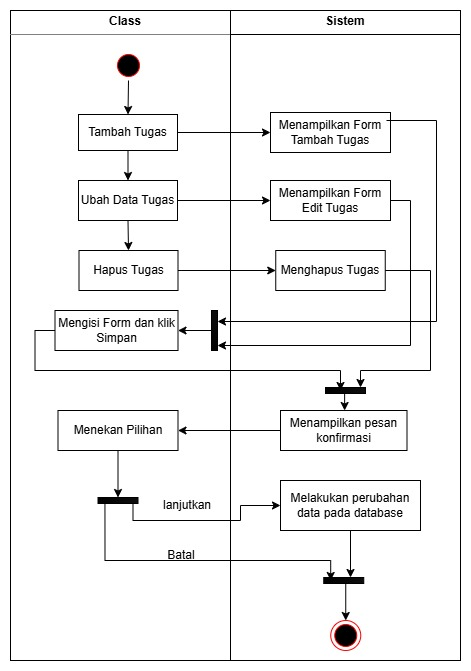 Class
Sistem
Tambah Tugas
Menampilkan Form
Tambah Tugas
Ubah Data Tugas
Menampilkan Form
Edit Tugas
Hapus Tugas
Menghapus Tugas
Mengisi Form dan klik
Simpan
Menekan Pilihan
Menampilkan pesan
konfirmasi
lanjutkan
Melakukan perubahan
data pada database
Batal